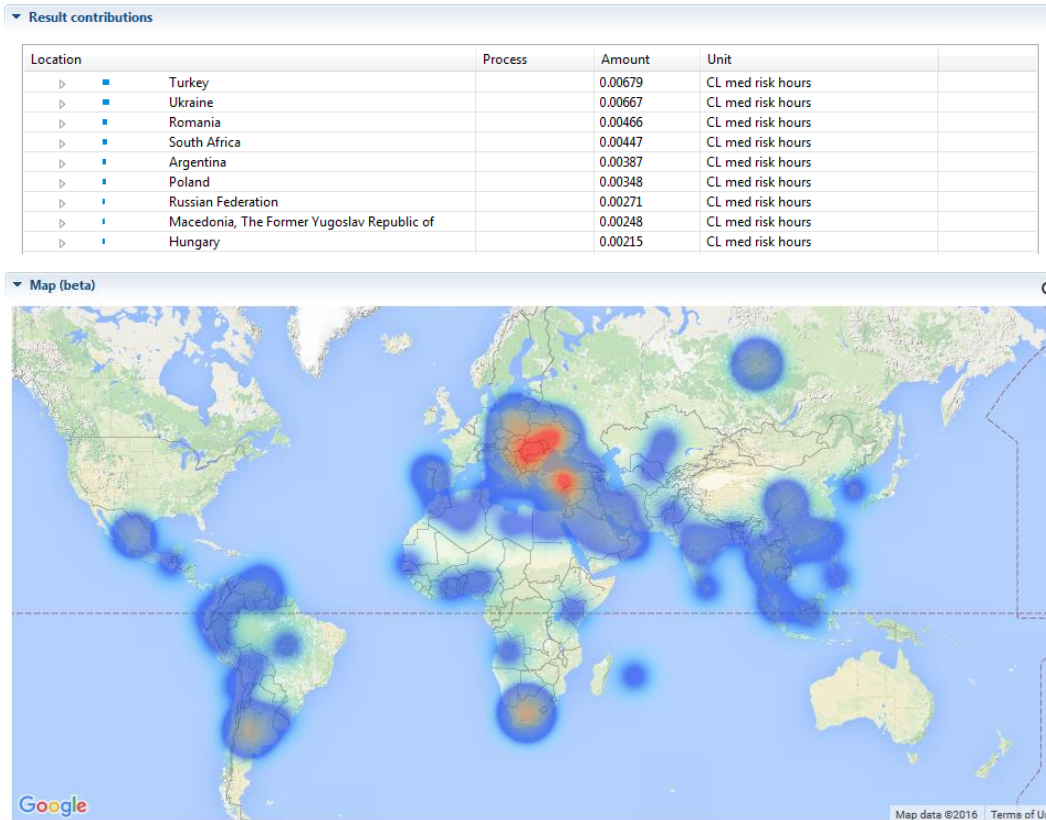 Result contributions
Location Process Amount Unit
Turkey 0.00679 CL med risk hours
Ukraine 0.00667 CL med risk hours
Romania 0.00466 CL med risk hours
South Africa 0.00447 CL med risk hours
Argentina 0.00387 CL med risk hours
Poland 0.00348 CL med risk hours
Russian Federation 0.00271 CL med risk hours
Macedonia, The Former Yugoslav Republic of 0.00248 CL med risk hours
Hungary 0.00215 CL med risk hours
Map (beta)
Google
Map data ©2016 Terms of U